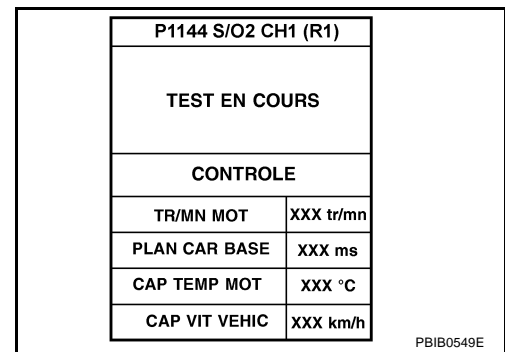 P1144 S/O2 CH1 (R1)
TEST EN COURS
CONTROLE
TR/MN MOT XXX tr/mn
PLAN CAR BASE XXX ms
CAP TEMP MOT XXX °C
CAP VIT VEHIC XXX km/h
PBIB0549E